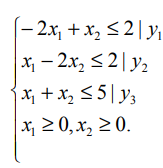 -2x₁ + x₂ ≤ 2 | y₁
x₁ - 2x₂ ≤ 2 | y₂
x₁ + x₂ ≤ 5 | y₃
x₁ ≥ 0, x₂ ≥ 0.